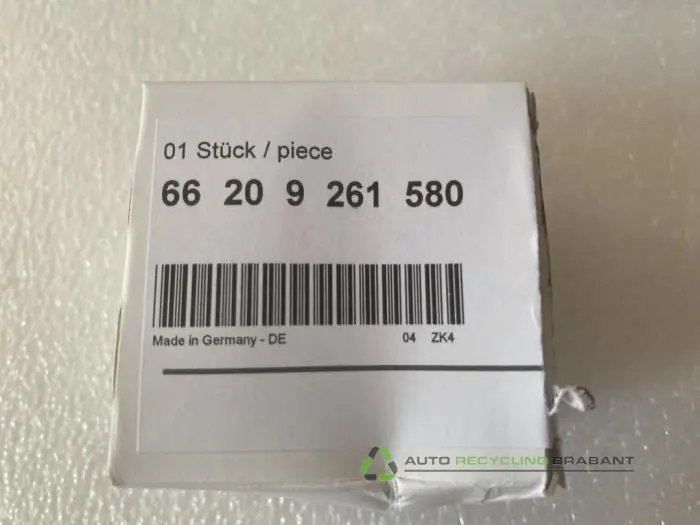 01 Stück / piece
66 20 9 261 580
Made in Germany - DE 04 ZK4
AUTO RECYCLING BRABANT